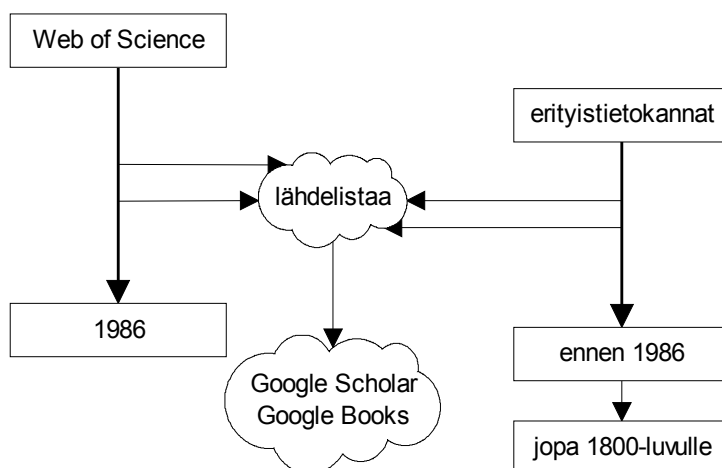 Web of Science
erityistietokannat
lähdelistaa
1986
ennen 1986
Google Scholar
Google Books
jopa 1800-luvulle